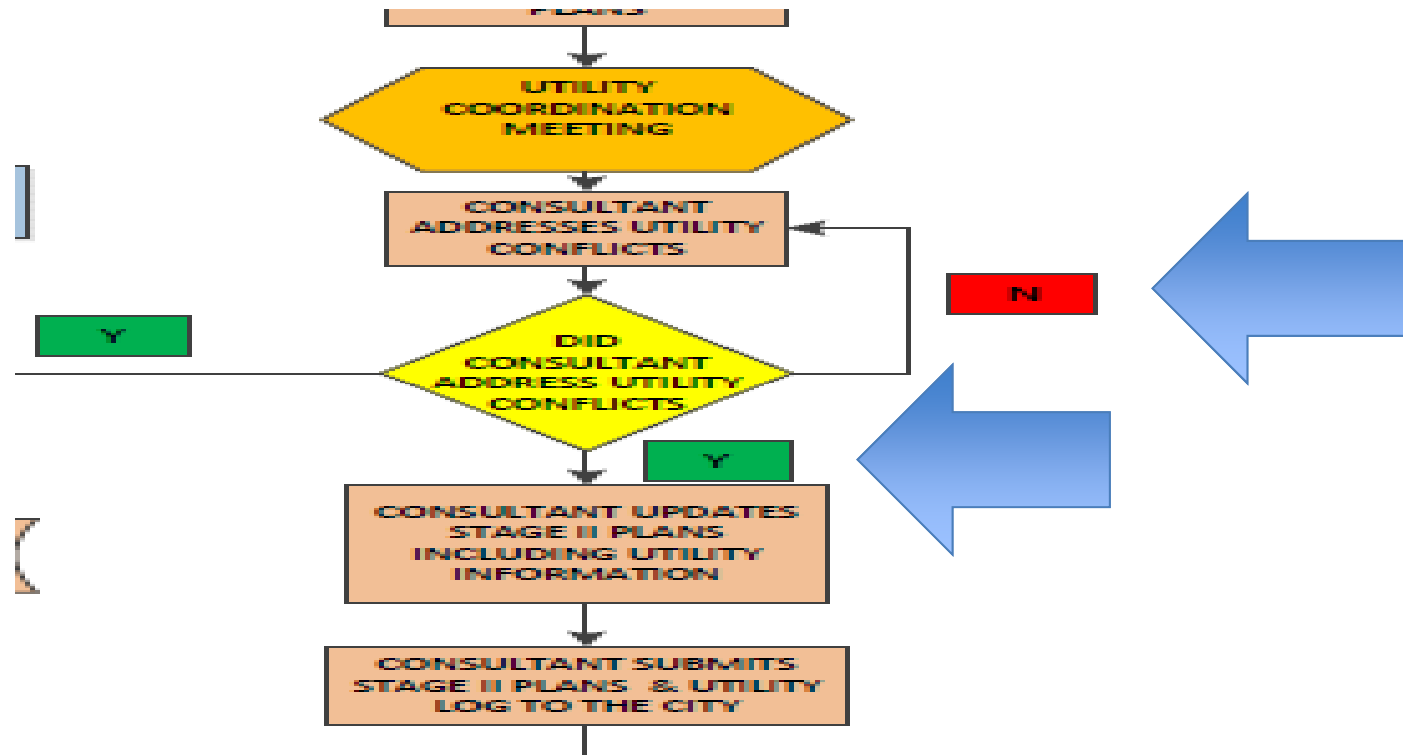 PLANS
UTILITY
COORDINATION
MEETING
CONSULTANT
ADDRESSES UTILITY
CONFLICTS
N
Y
DID
CONSULTANT
ADDRESS UTILITY
CONFLICTS
Y
CONSULTANT UPDATES
STAGE II PLANS
INCLUDING UTILITY
INFORMATION
CONSULTANT SUBMITS
STAGE II PLANS & UTILITY
LOG TO THE CITY